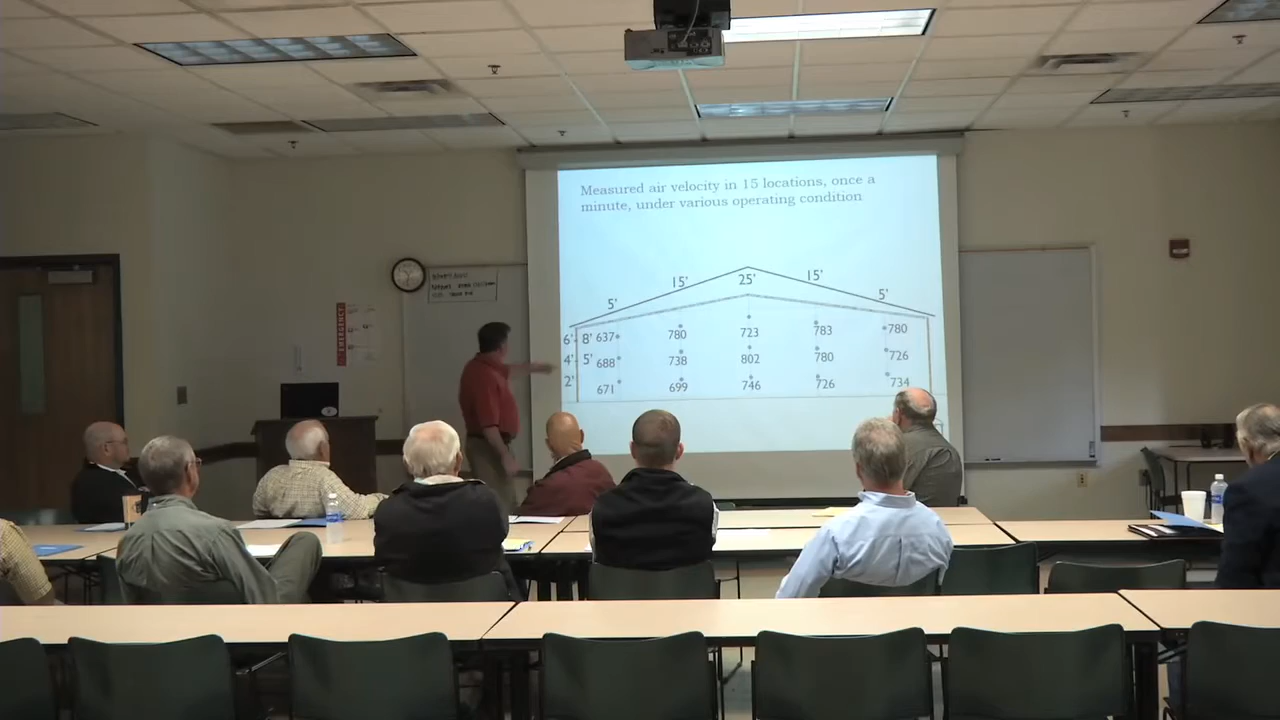 Measured air velocity in 15 locations, once a
minute, under various operating condition
25'
15' 15'
5' 5'
6' 8' 637 780 723 783 780
4' 5' 688 738 802 780 726
2' 671 699 746 726 734
EMERGENCY